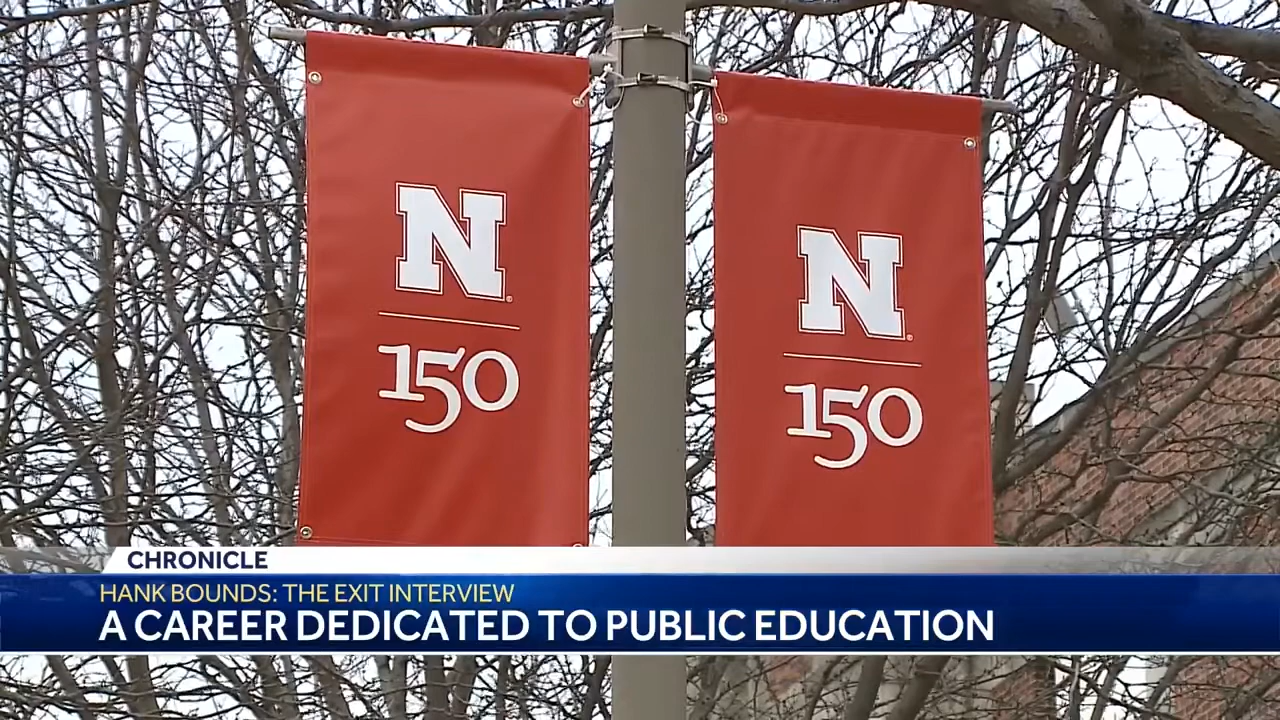 N
150
N
150
CHRONICLE
HANK BOUNDS: THE EXIT INTERVIEW
A CAREER DEDICATED TO PUBLIC EDUCATION